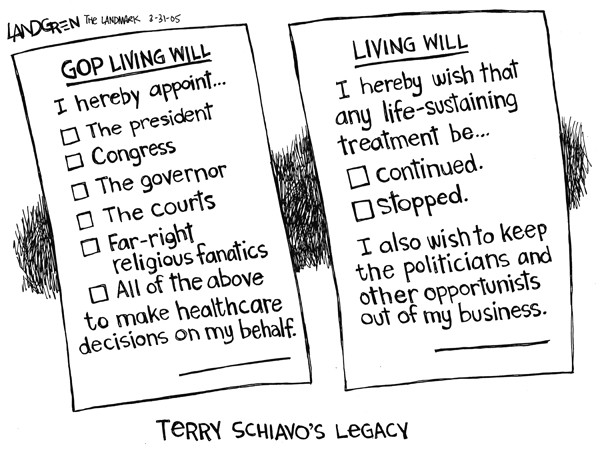 LANDGREN THE LANDMARK 3-31-05
GOP LIVING WILL
I hereby appoint...
The president
Congress
The governor
The courts
Far-right
religious fanatics
All of the above
to make healthcare
decisions on my behalf.
LIVING WILL
I hereby wish that
any life-sustaining
treatment be...
continued.
stopped.
I also wish to keep
the politicians and
other opportunists
out of my business.
TERRY SCHIAVO'S LEGACY